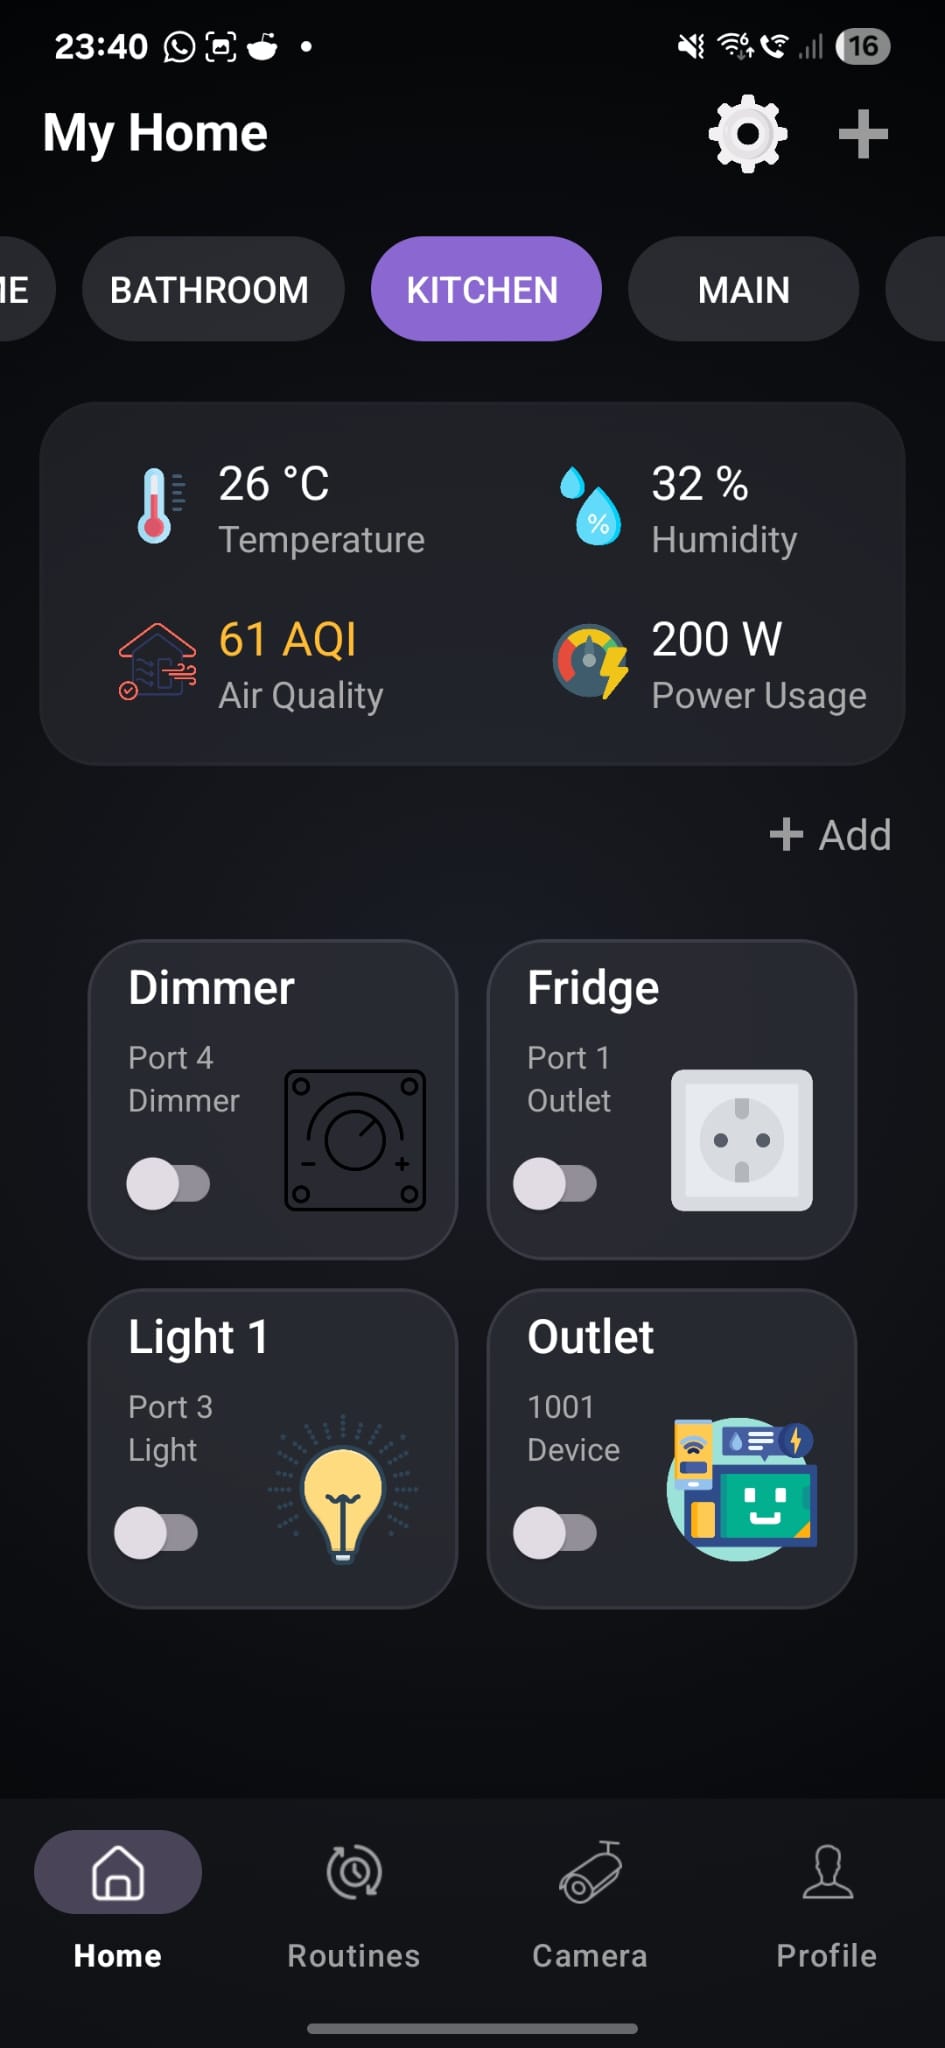 23:40
6
16
My Home
ME
BATHROOM
KITCHEN
MAIN
26 °C
Temperature
32 %
%
Humidity
61 AQI
Air Quality
200 W
Power Usage
+ Add
Dimmer
Port 4
Dimmer
- +
Fridge
Port 1
Outlet
Light 1
Port 3
Light
Outlet
1001
Device
Home
Routines
Camera
Profile